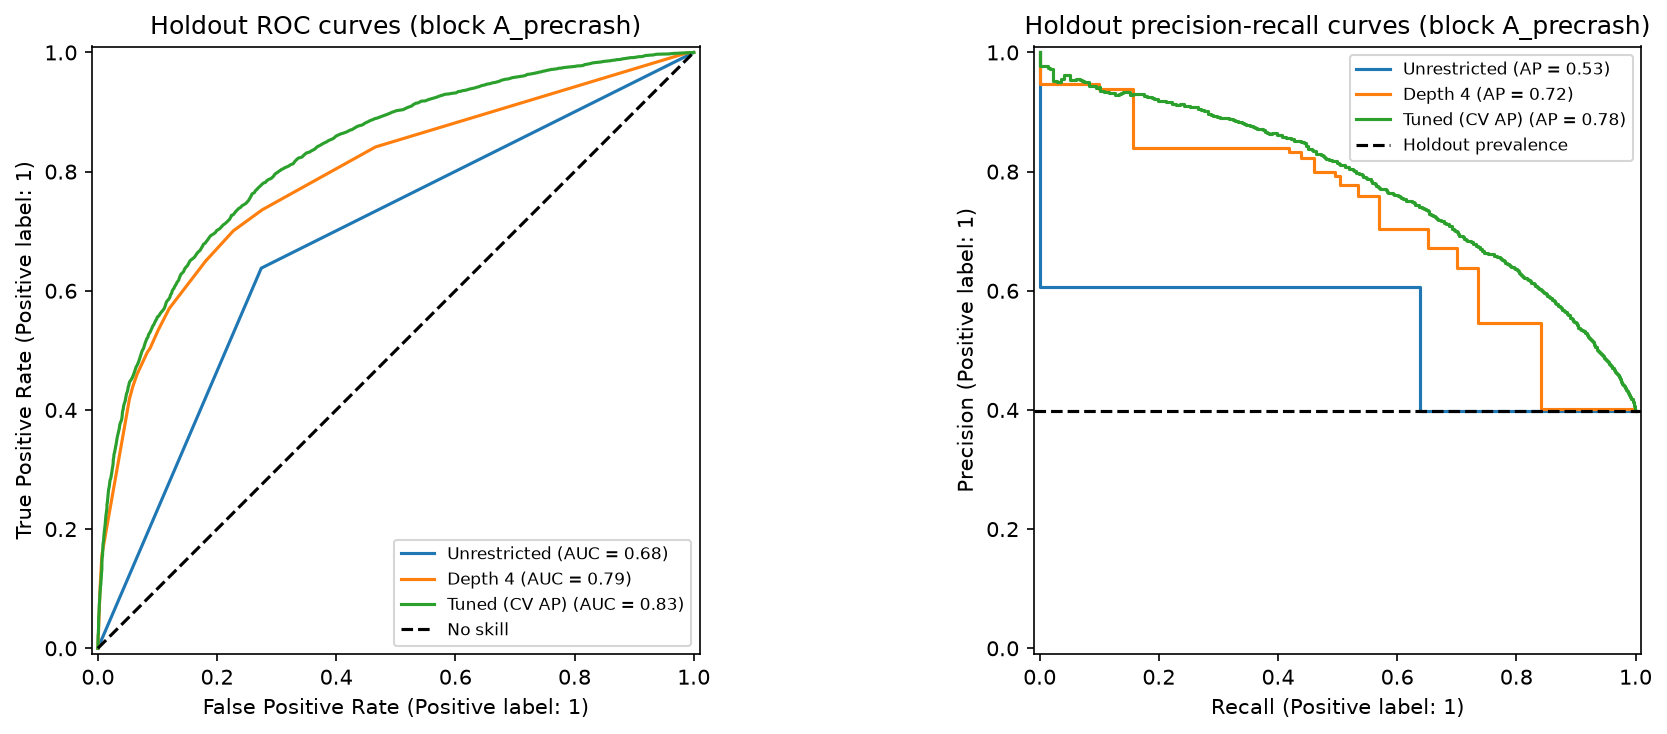 Holdout ROC curves (block A_precrash)
True Positive Rate (Positive label: 1)
1.0
0.8
0.6
0.4
0.2
0.0
Unrestricted (AUC = 0.68)
Depth 4 (AUC = 0.79)
Tuned (CV AP) (AUC = 0.83)
No skill
0.0 0.2 0.4 0.6 0.8 1.0
False Positive Rate (Positive label: 1)
Holdout precision-recall curves (block A_precrash)
Precision (Positive label: 1)
1.0
0.8
0.6
0.4
0.2
0.0
Unrestricted (AP = 0.53)
Depth 4 (AP = 0.72)
Tuned (CV AP) (AP = 0.78)
Holdout prevalence
0.0 0.2 0.4 0.6 0.8 1.0
Recall (Positive label: 1)